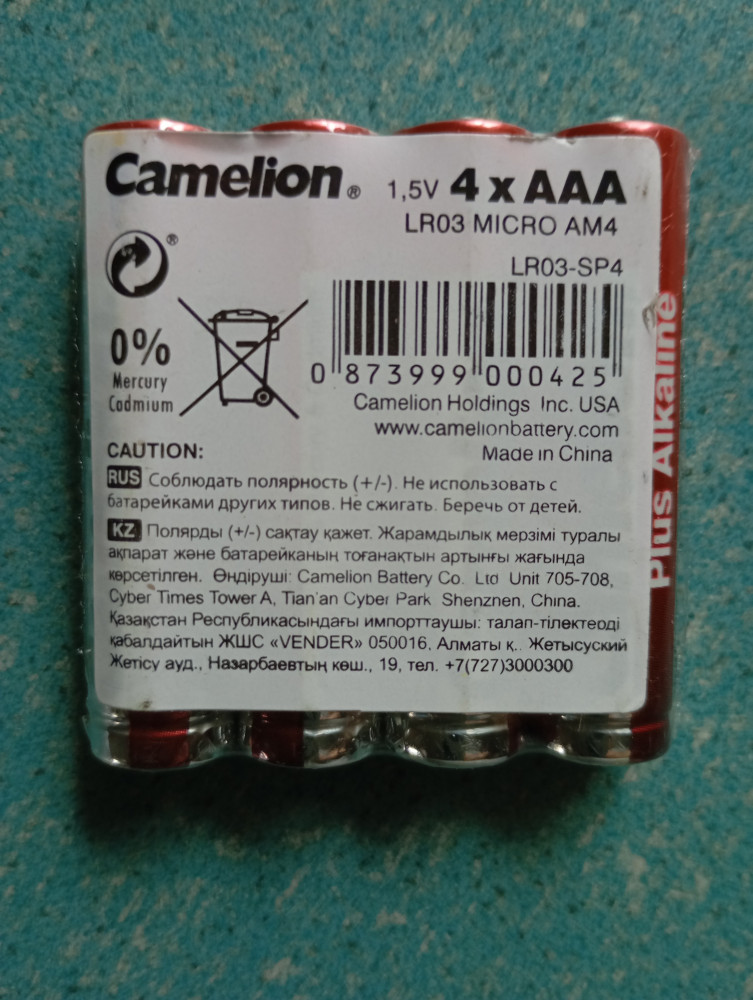 Camelion®
1,5V 4 x AAA
LR03 MICRO AM4
®
LR03-SP4
0% 
Mercury
Cadmium
0 873999 000425
Camelion Holdings Inc. USA
www.camelionbattery.com
Made in China
CAUTION:
RUS Соблюдать полярность (+/-). Не использовать с
батарейками других типов. Не сжигать. Беречь от детей.
KZ Полярды (+/-) сақтау қажет. Жарамдылық мерзімі туралы
ақпарат және батарейканың тоғанақтын артынғы жағында
көрсетілген. Өндіруші: Camelion Battery Co. Ltd Unit 705-708,
Cyber Times Tower A, Tian'an Cyber Park Shenznen, China.
Қазақстан Республикасындағы импорттаушы: талап-тілектерді
қабалдайтын ЖШС «VENDER» 050016, Алматы қ.. Жетысуский
Жетісу ауд., Назарбаевтың көш., 19, тел. +7(727)3000300
Plus Alkaline